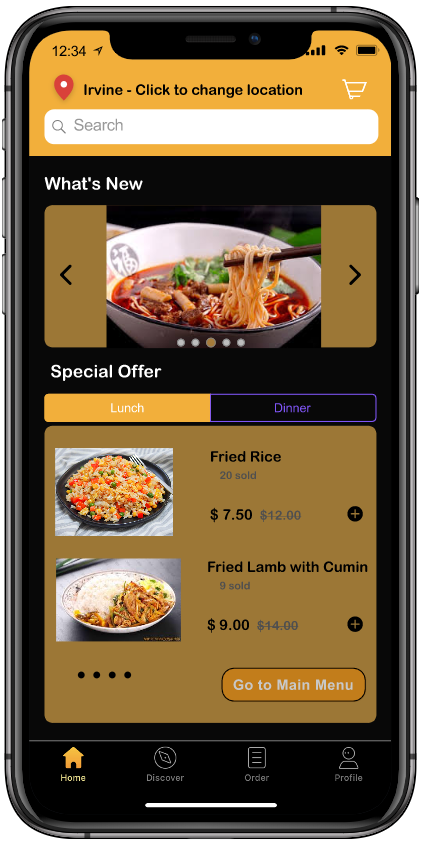 12:34
Irvine - Click to change location
Search
What's New
福
Special Offer
Lunch Dinner
Fried Rice
20 sold
$ 7.50 $12.00
Fried Lamb with Cumin
9 sold
$ 9.00 $14.00
Go to Main Menu
Home Discover Order Profile